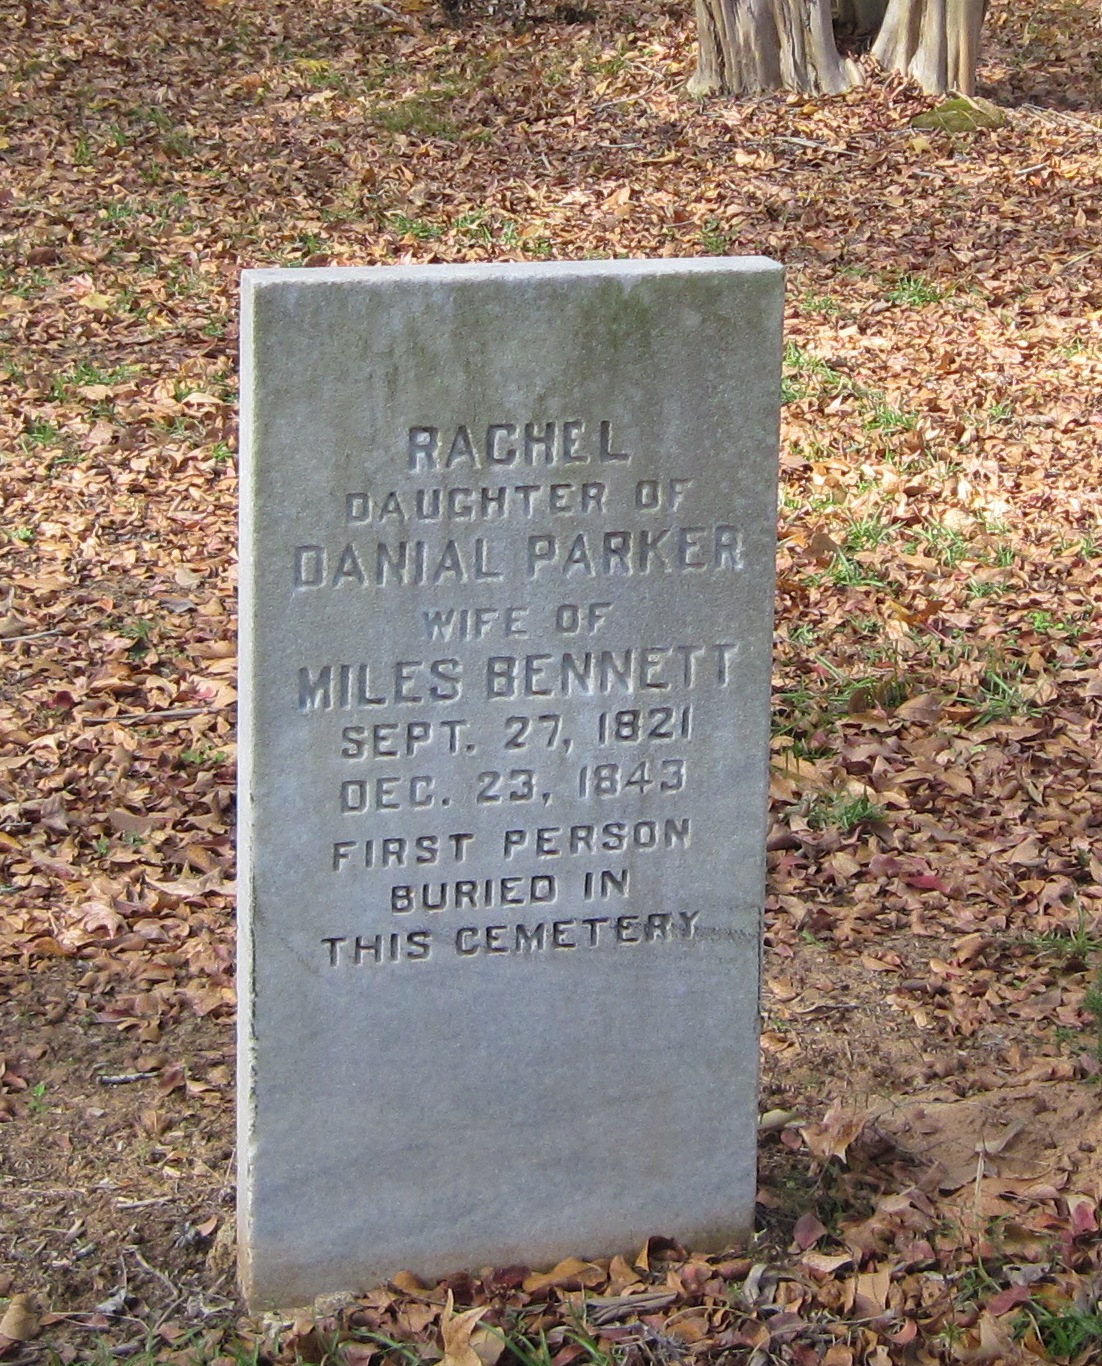 RACHEL
DAUGHTER OF
DANIAL PARKER
WIFE OF
MILES BENNETT
SEPT. 27, 1821
DEC. 23, 1843
FIRST PERSON
BURIED IN
THIS CEMETERY